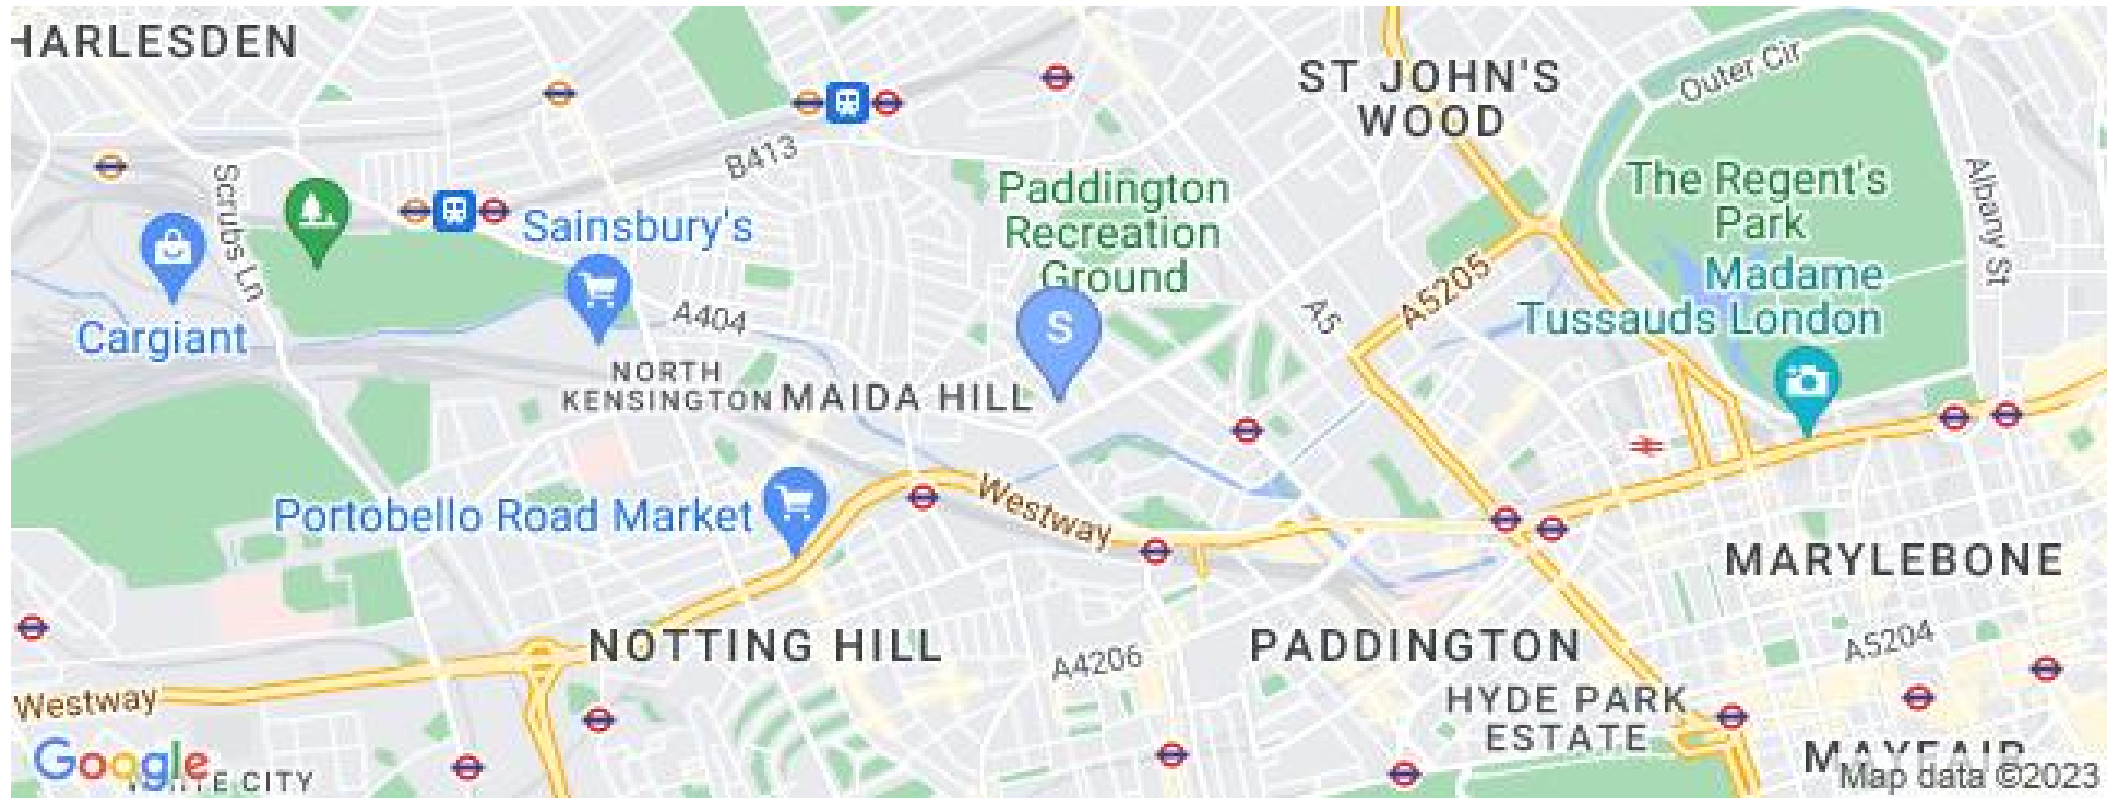 HARLESDEN
ST JOHN'S
WOOD
Outer Cir
B413
Scrubs Ln
Sainsbury's
Paddington
Recreation
Ground
The Regent's
Park
Albany St
Madame
Tussauds London
A5205
A5
A404
Cargiant
S
NORTH
KENSINGTON
MAIDA HILL
Portobello Road Market
Westway
MARYLEBONE
NOTTING HILL
PADDINGTON
A4206
A5204
Westway
HYDE PARK
ESTATE
MAYFAIR
Google
CITY
Map data ©2023